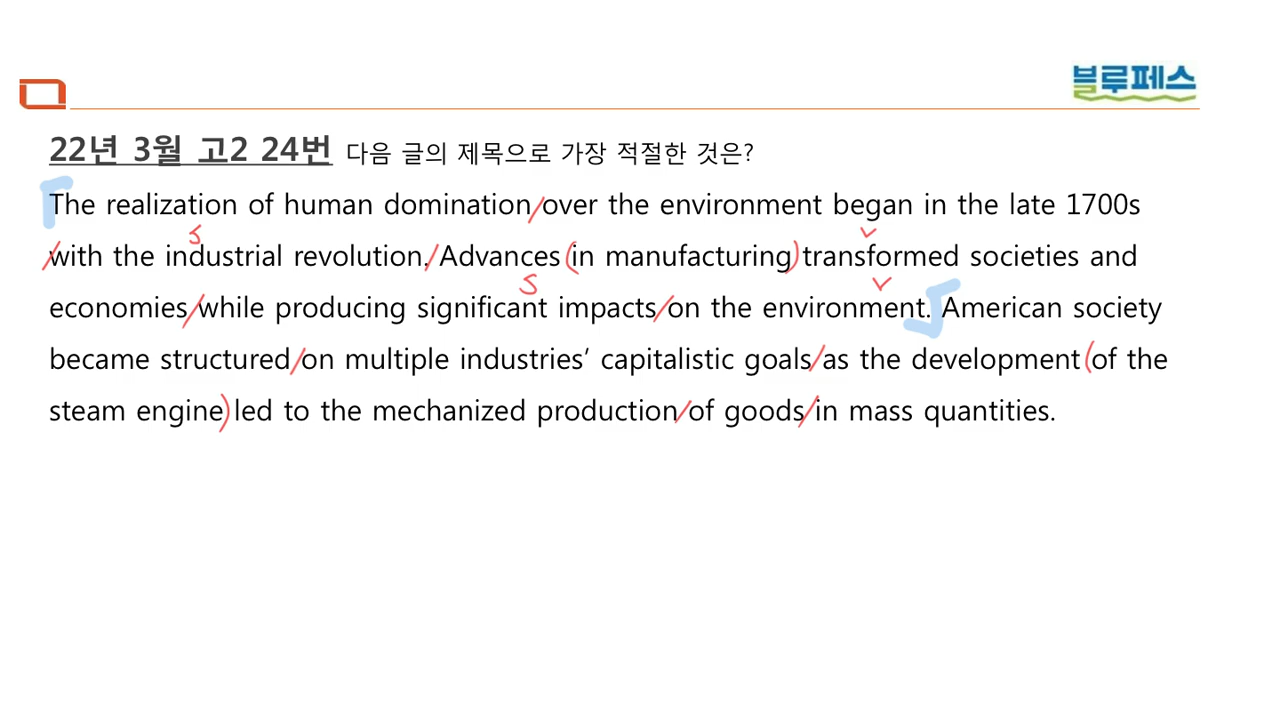 블루페스
22년 3월 고2 24번 다음 글의 제목으로 가장 적절한 것은?
The realization of human domination/over the environment began in the late 1700s
s v
/with the industrial revolution./Advances (in manufacturing) transformed societies and
s v
economies/while producing significant impacts/on the environment. American society
became structured/on multiple industries’ capitalistic goals/as the development (of the
steam engine) led to the mechanized production/of goods/in mass quantities.